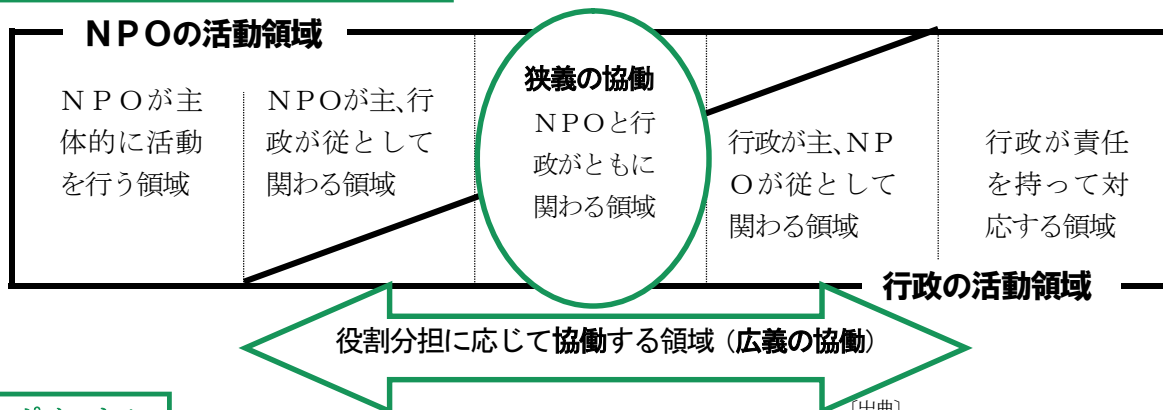 NPOの活動領域
NPOが主
体的に活動
を行う領域
NPOが主、行
政が従として
関わる領域
狭義の協働
NPOと行
政がともに
関わる領域
行政が主、NP
Oが従として
関わる領域
行政が責任
を持って対
応する領域
行政の活動領域
役割分担に応じて協働する領域（広義の協働）